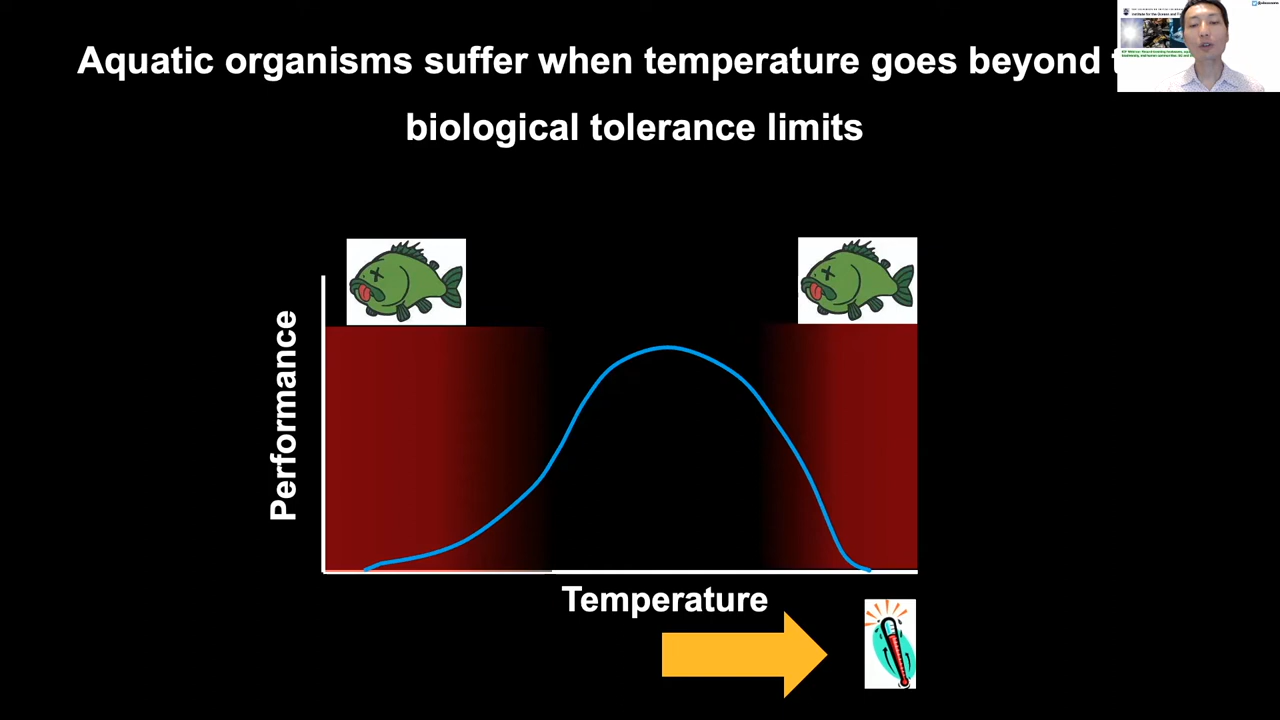 Aquatic organisms suffer when temperature goes beyond
biological tolerance limits
Performance
Temperature